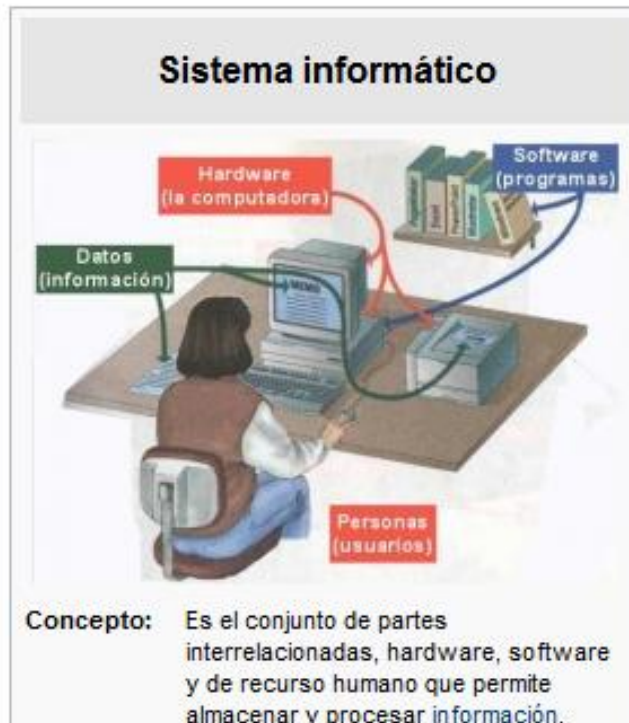 Sistema informático
Hardware
(la computadora)
Software
(programas)
Datos
(información)
MEMO
Personas
(usuarios)
Concepto: Es el conjunto de partes
interrelacionadas, hardware, software
y de recurso humano que permite
almacenar y procesar información.